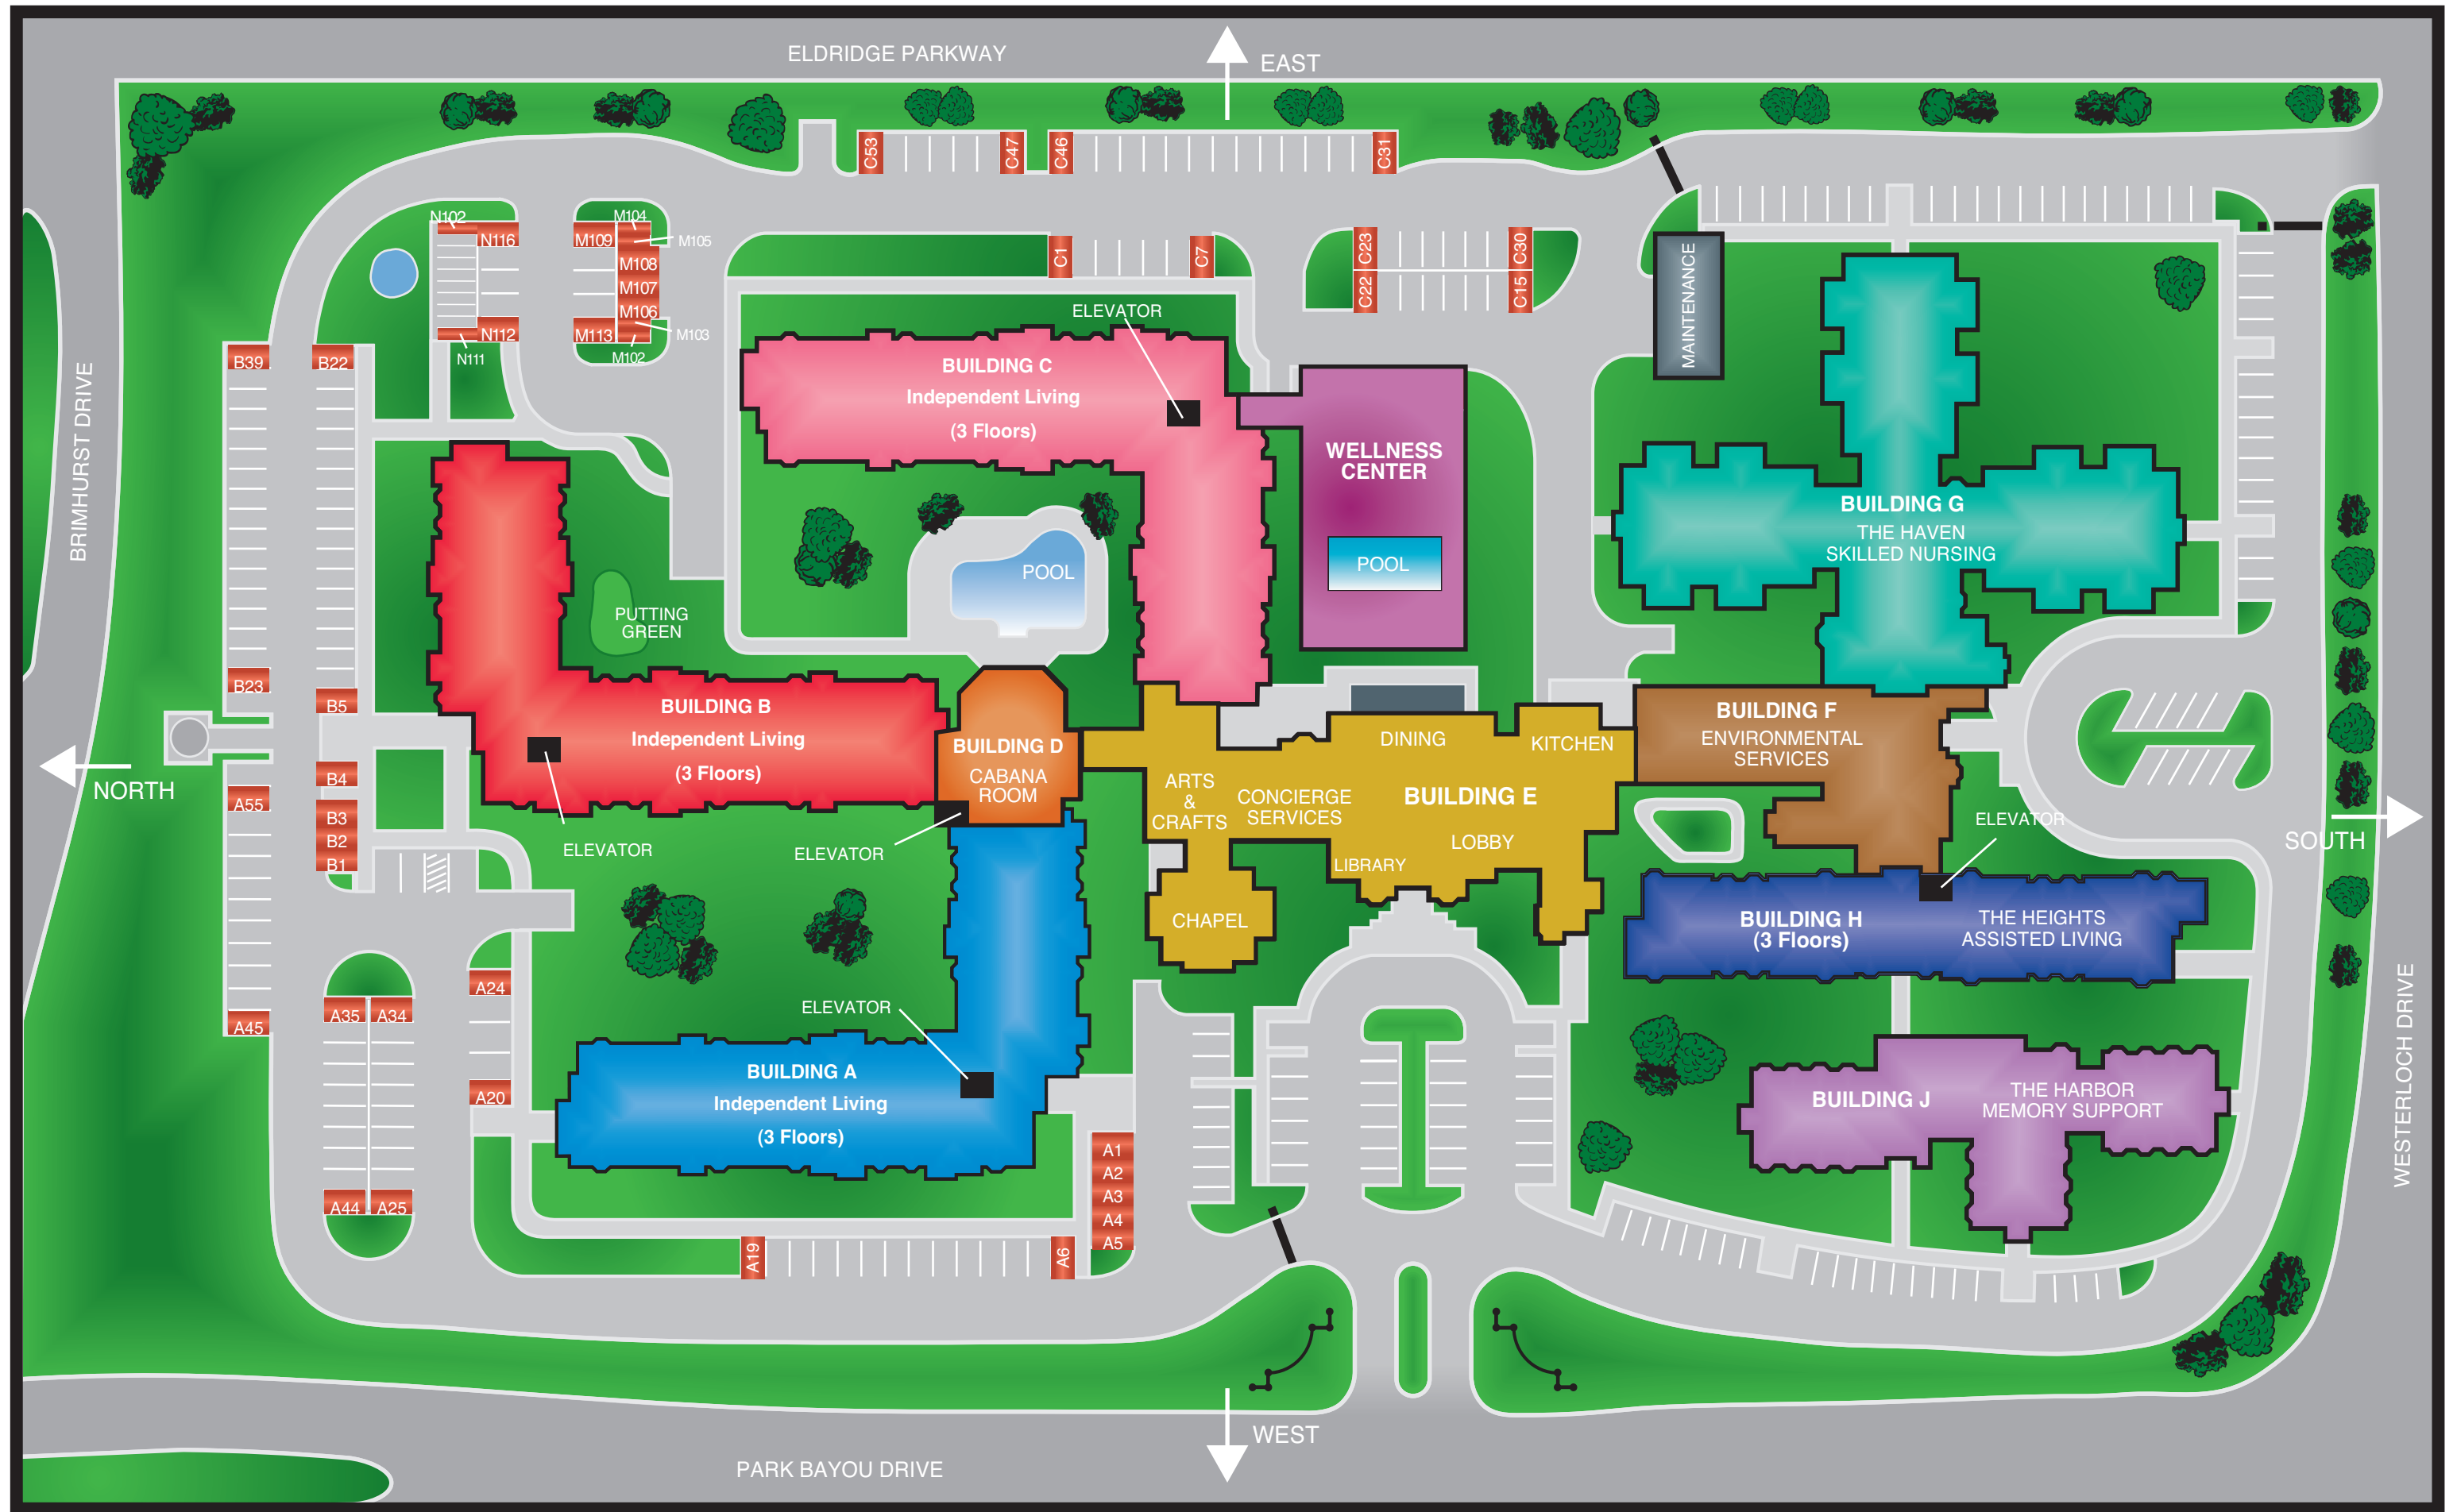 ELDRIDGE PARKWAY
EAST
C53
C47
C46
C31
N102
N116
M109
M104
M105
M108
M107
M106
M113
M103
M102
N112
N111
C1
C7
C23
C30
C22
C15
MAINTENANCE
ELEVATOR
B39
B22
BRIMHURST DRIVE
BUILDING C
Independent Living
(3 Floors)
WELLNESS
CENTER
POOL
POOL
BUILDING G
THE HAVEN
SKILLED NURSING
PUTTING
GREEN
B23
B5
BUILDING B
Independent Living
(3 Floors)
BUILDING D
CABANA
ROOM
DINING
KITCHEN
BUILDING F
ENVIRONMENTAL
SERVICES
NORTH
B4
A55
B3
B2
B1
ARTS
&
CRAFTS
CONCIERGE
SERVICES
BUILDING E
LOBBY
LIBRARY
ELEVATOR
SOUTH
ELEVATOR
ELEVATOR
CHAPEL
BUILDING H
(3 Floors)
THE HEIGHTS
ASSISTED LIVING
A24
A35
A34
A45
ELEVATOR
A20
BUILDING A
Independent Living
(3 Floors)
BUILDING J
THE HARBOR
MEMORY SUPPORT
WESTERLOCH DRIVE
A1
A2
A3
A4
A5
A44
A25
A19
A6
WEST
PARK BAYOU DRIVE